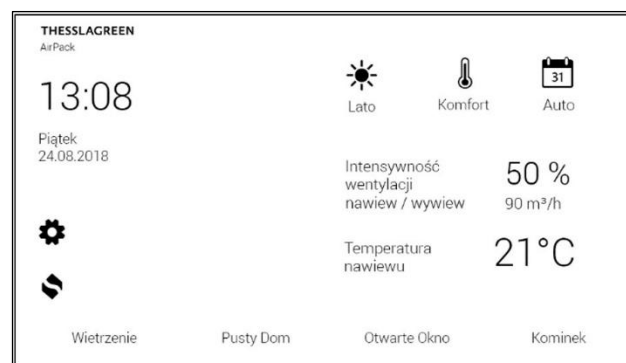 THESSLAGREEN
AirPack
13:08
Piątek
24.08.2018
31
Lato
Komfort
Auto
Intensywność
wentylacji
nawiew / wywiew
50 %
90 m³/h
Temperatura
nawiewu
21°C
Wietrzenie
Pusty Dom
Otwarte Okno
Kominek